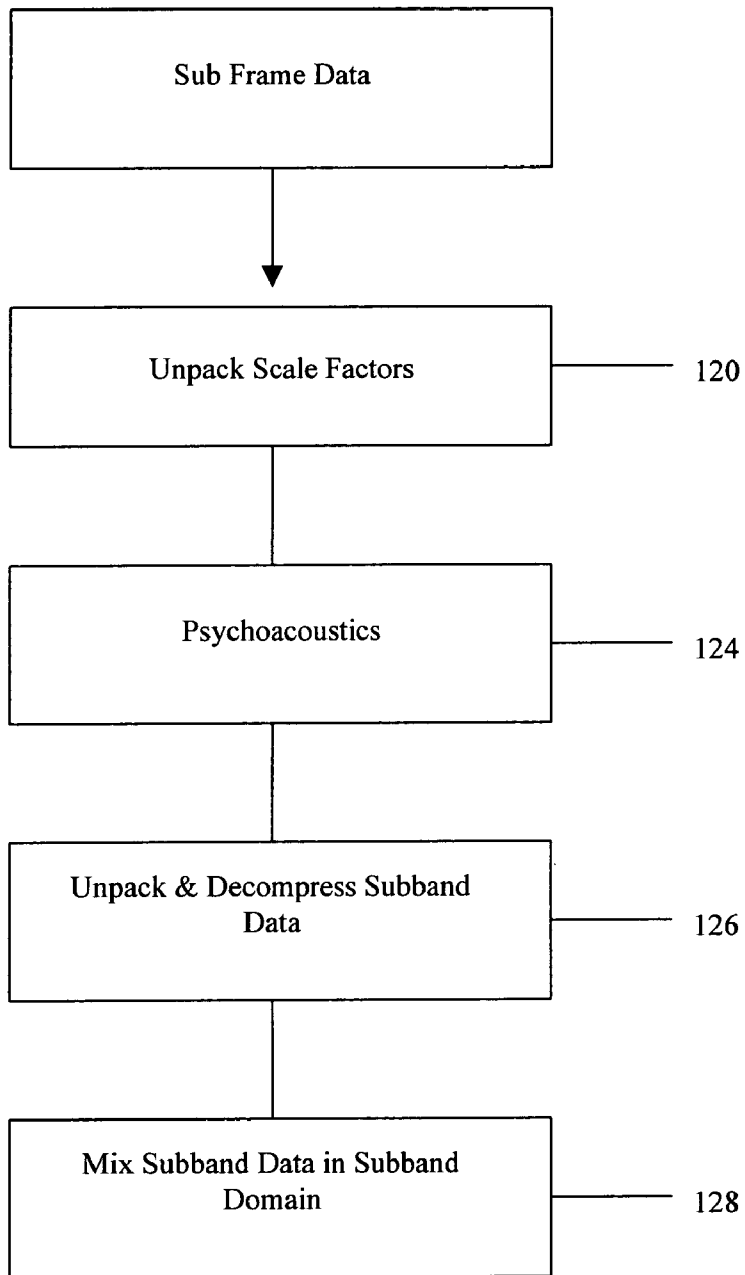 Sub Frame Data
Unpack Scale Factors
120
Psychoacoustics
124
Unpack & Decompress Subband
Data
126
Mix Subband Data in Subband
Domain
128